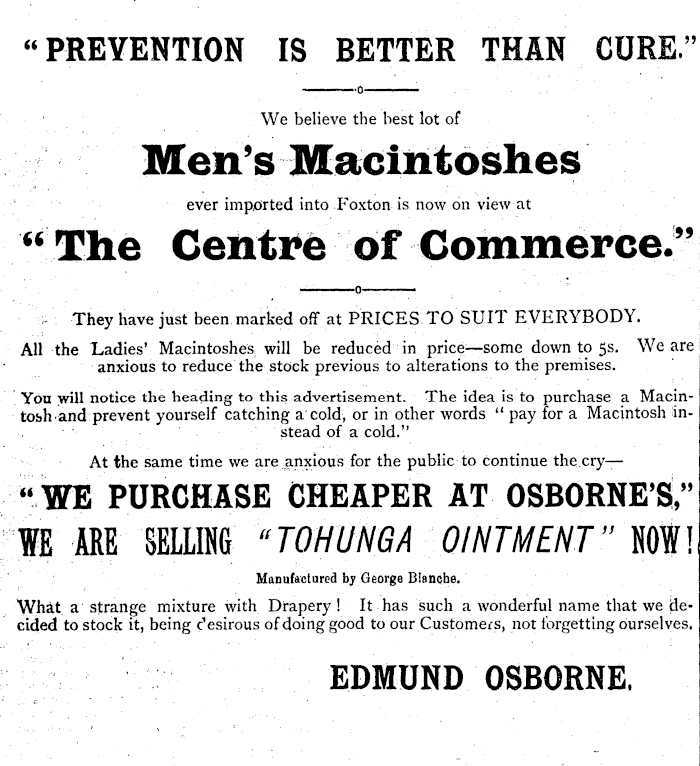 "PREVENTION IS BETTER THAN CURE."
We believe the best lot of
Men's Macintoshes
ever imported into Foxton is now on view at
"The Centre of Commerce."
They have just been marked off at PRICES TO SUIT EVERYBODY.
All the Ladies' Macintoshes will be reduced in price—some down to 5s. We are
anxious to reduce the stock previous to alterations to the premises.
You will notice the heading to this advertisement. The idea is to purchase a Macin-
tosh and prevent yourself catching a cold, or in other words "pay for a Macintosh in-
stead of a cold."
At the same time we are anxious for the public to continue the cry—
"WE PURCHASE CHEAPER AT OSBORNE'S,"
WE ARE SELLING "TOHUNGA OINTMENT" NOW!
Manufactured by George Blanche.
What a strange mixture with Drapery! It has such a wonderful name that we de-
cided to stock it, being desirous of doing good to our Customers, not forgetting ourselves.
EDMUND OSBORNE.